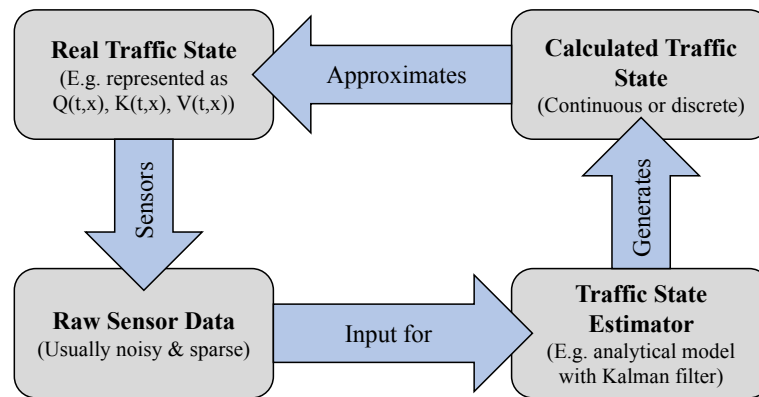 Real Traffic State
(E.g. represented as
Q(t,x), K(t,x), V(t,x))
Approximates
Calculated Traffic
State
(Continuous or discrete)
Sensors
Generates
Raw Sensor Data
(Usually noisy & sparse)
Input for
Traffic State
Estimator
(E.g. analytical model
with Kalman filter)